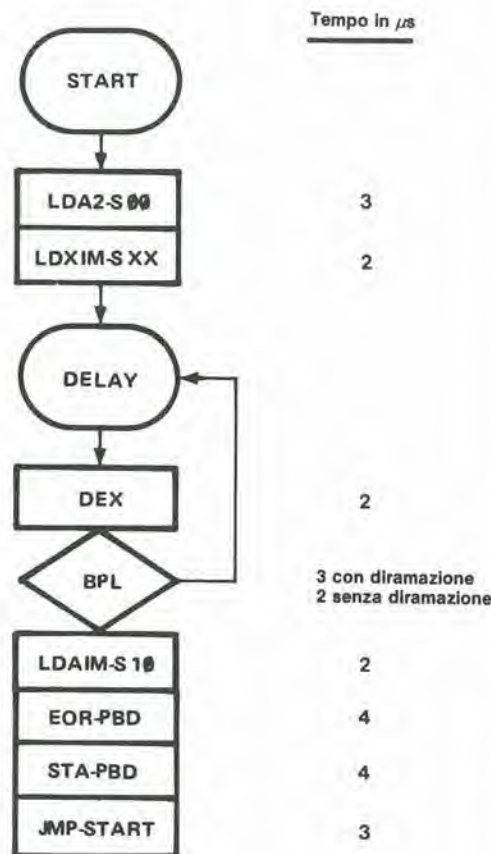 Tempo in μs
START
LDA2-S 00 3
LDXIM-S XX 2
DELAY
DEX 2
BPL 3 con diramazione
2 senza diramazione
LDAIM-S 10 2
EOR-PBD 4
STA-PBD 4
JMP-START 3